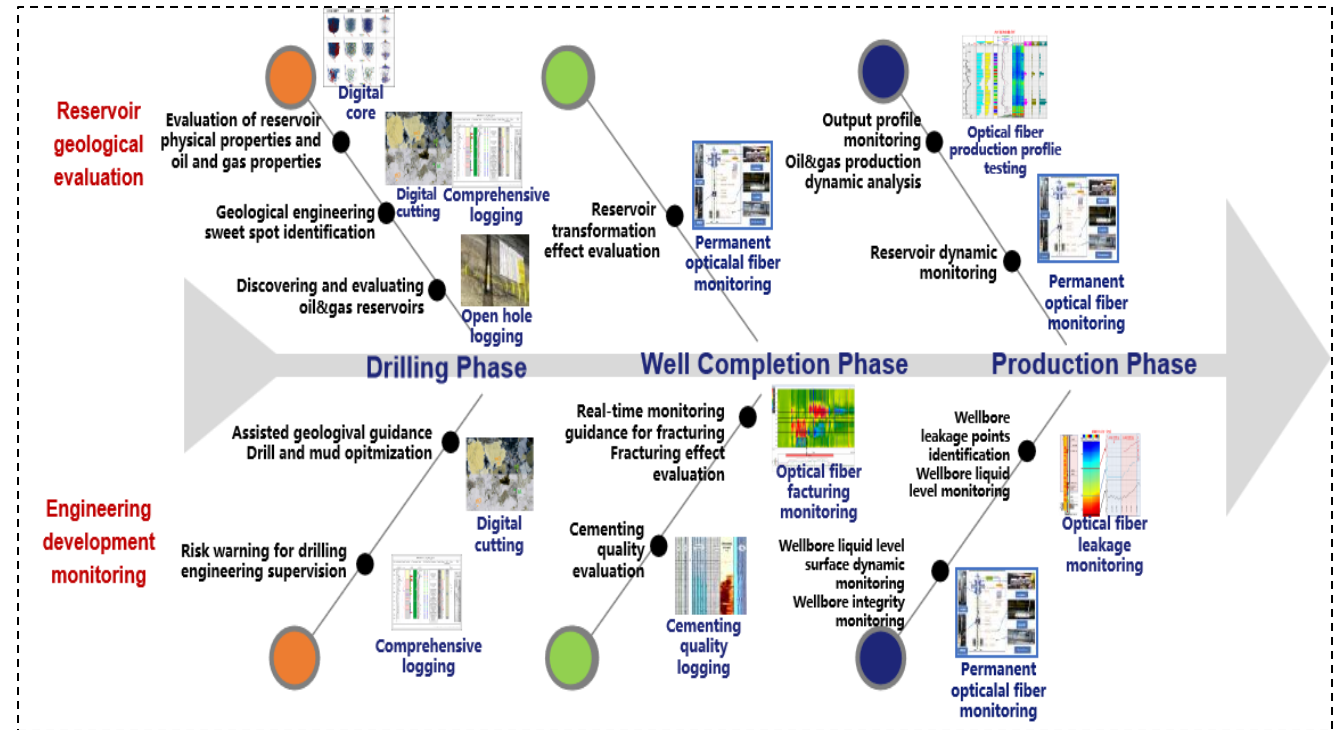 Reservoir
geological
evaluation
Digital
core
Evaluation of reservoir
physical properties and
oil and gas properties
Digital
cutting
Comprehensive
logging
Geological engineering
sweet spot identification
Discovering and evaluating
oil&gas reservoirs
Open hole
logging
Reservoir
transformation
effect evaluation
Permanent
opticalal fiber
monitoring
Output profile
monitoring
Oil&gas production
dynamic analysis
Optical fiber
production proflie
testing
Reservoir dynamic
monitoring
Permanent
optical fiber
monitoring
Drilling Phase
Well Completion Phase
Production Phase
Engineering
development
monitoring
Assisted geologival guidance
Drill and mud opitmization
Digital
cutting
Risk warning for drilling
engineering supervision
Comprehensive
logging
Real-time monitoring
guidance for fracturing
Fracturing effect
evaluation
Optical fiber
facturing
monitoring
Cementing
quality
evaluation
Cementing
quality
logging
Wellbore
leakage points
identification
Wellbore liquid
level monitoring
Optical fiber
leakage
monitoring
Wellbore liquid level
surface dynamic
monitoring
Wellbore integrity
monitoring
Permanent
opticalal fiber
monitoring